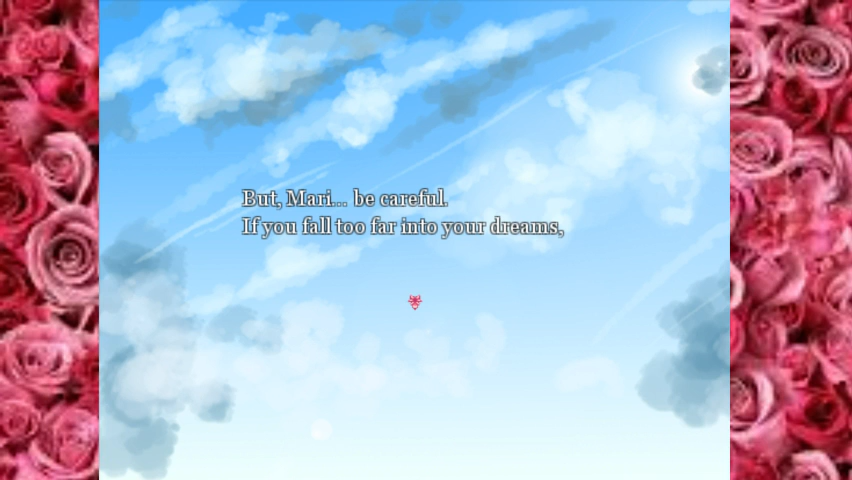 But, Mari... be careful.
If you fall too far into your dreams,